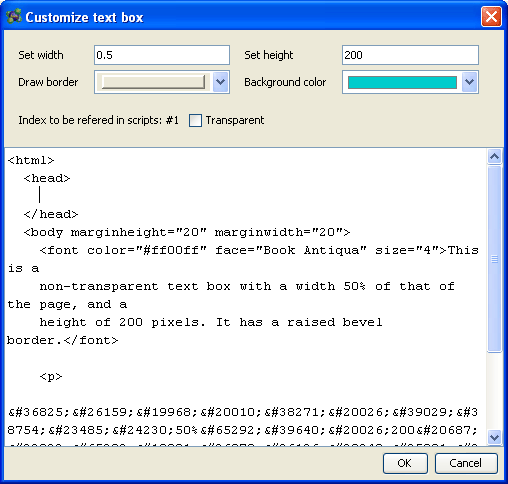 Customize text box
Set width 0.5 Set height 200
Draw border Background color
Index to be refered in scripts: #1 Transparent
<html>
<head>
</head>
<body marginheight="20" marginwidth="20">
<font color="#ff00ff" face="Book Antiqua" size="4">This
is a
non-transparent text box with a width 50% of that of
the page, and a
height of 200 pixels. It has a raised bevel
border.</font>
<p>
&#36825;&#26159;&#19968;&#20010;&#38271;&#20026;&#39029;&#3
8754;&#23485;&#24230;50%&#65292;&#39640;&#20026;200&#20687;
OK Cancel